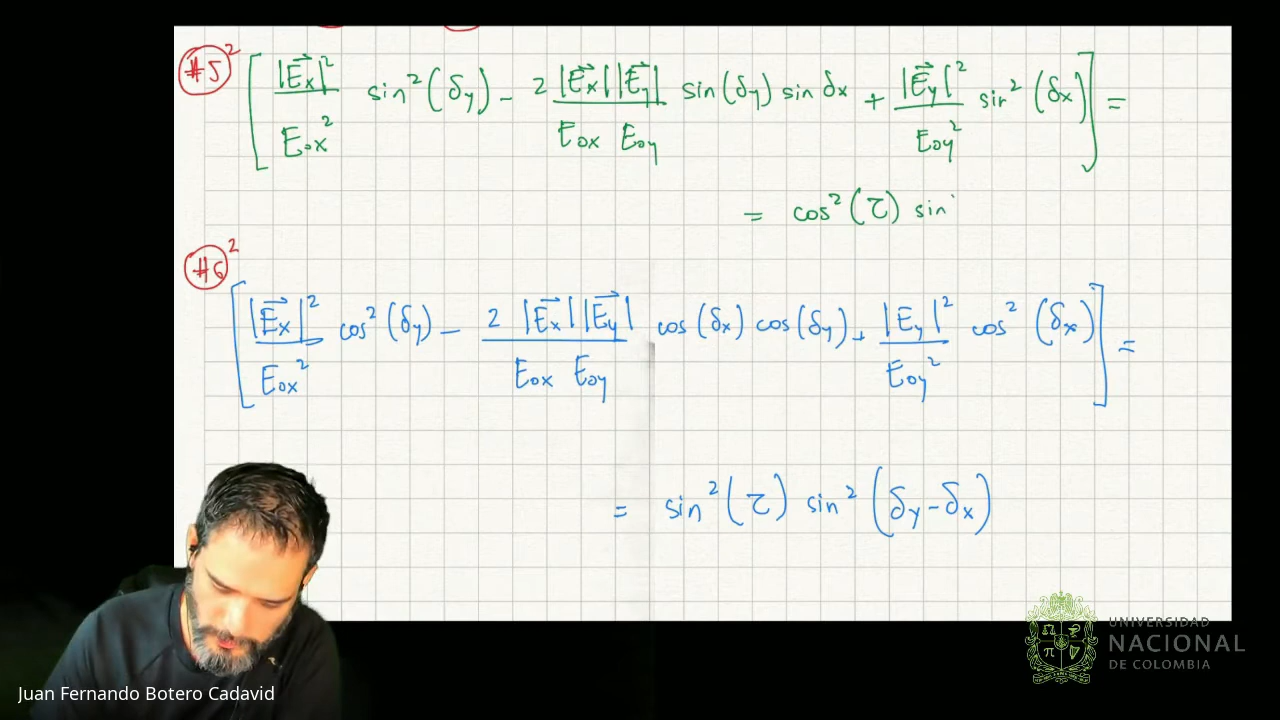 #5² [ |E⃗x|²/Eox² sin²(δy) - 2 |E⃗x||E⃗y|/Eox Eoy sin(δy) sin δx + |E⃗y|²/Eoy² sin²(δx) ] =
= cos²(τ) sin
#6²
[ |E⃗x|²/Eox² cos²(δy) - 2 |E⃗x||E⃗y|/Eox Eoy cos(δx) cos(δy) + |Ey|²/Eoy² cos²(δx) ] =
= sin²(τ) sin²(δy-δx)
UNIVERSIDAD
NACIONAL
DE COLOMBIA
Juan Fernando Botero Cadavid